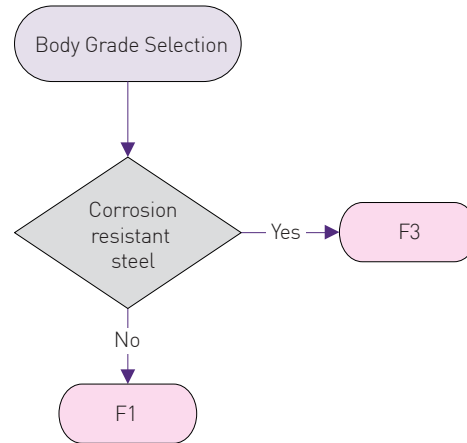 Body Grade Selection
Corrosion
resistant
steel
Yes
F3
No
F1